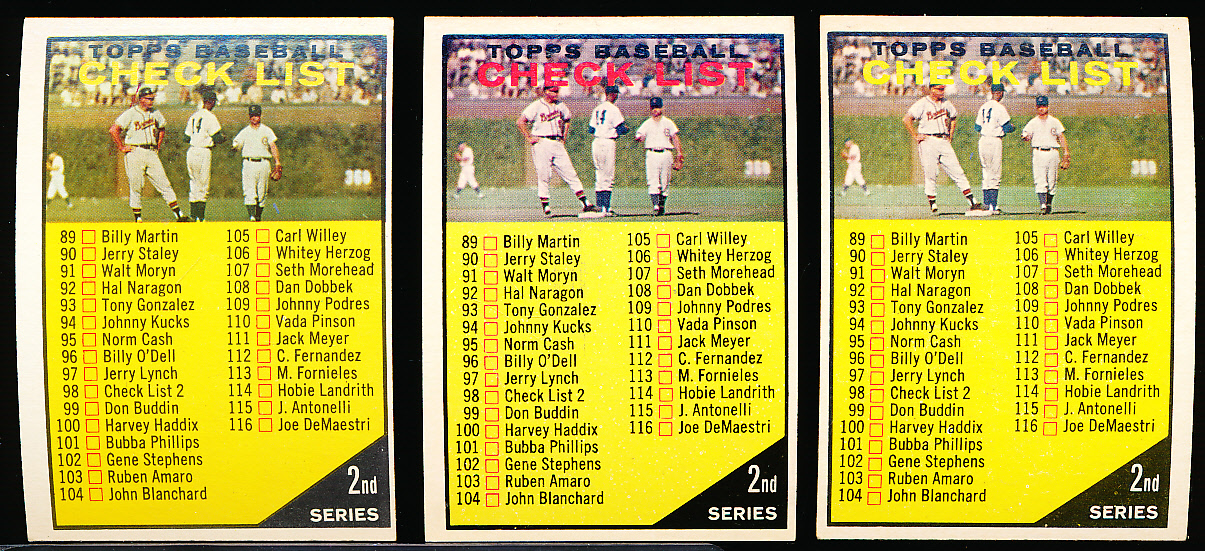 TOPPS BASEBALL
CHECK LIST
Braves
14
360
89 Billy Martin
90 Jerry Staley
91 Walt Moryn
92 Hal Naragon
93 Tony Gonzalez
94 Johnny Kucks
95 Norm Cash
96 Billy O'Dell
97 Jerry Lynch
98 Check List 2
99 Don Buddin
100 Harvey Haddix
101 Bubba Phillips
102 Gene Stephens
103 Ruben Amaro
104 John Blanchard
105 Carl Willey
106 Whitey Herzog
107 Seth Morehead
108 Dan Dobbek
109 Johnny Podres
110 Vada Pinson
111 Jack Meyer
112 C. Fernandez
113 M. Fornieles
114 Hobie Landrith
115 J. Antonelli
116 Joe DeMaestri
2nd
SERIES
TOPPS BASEBALL
CHECK LIST
Braves
14
360
89 Billy Martin
90 Jerry Staley
91 Walt Moryn
92 Hal Naragon
93 Tony Gonzalez
94 Johnny Kucks
95 Norm Cash
96 Billy O'Dell
97 Jerry Lynch
98 Check List 2
99 Don Buddin
100 Harvey Haddix
101 Bubba Phillips
102 Gene Stephens
103 Ruben Amaro
104 John Blanchard
105 Carl Willey
106 Whitey Herzog
107 Seth Morehead
108 Dan Dobbek
109 Johnny Podres
110 Vada Pinson
111 Jack Meyer
112 C. Fernandez
113 M. Fornieles
114 Hobie Landrith
115 J. Antonelli
116 Joe DeMaestri
2nd
SERIES
TOPPS BASEBALL
CHECK LIST
Braves
14
360
89 Billy Martin
90 Jerry Staley
91 Walt Moryn
92 Hal Naragon
93 Tony Gonzalez
94 Johnny Kucks
95 Norm Cash
96 Billy O'Dell
97 Jerry Lynch
98 Check List 2
99 Don Buddin
100 Harvey Haddix
101 Bubba Phillips
102 Gene Stephens
103 Ruben Amaro
104 John Blanchard
105 Carl Willey
106 Whitey Herzog
107 Seth Morehead
108 Dan Dobbek
109 Johnny Podres
110 Vada Pinson
111 Jack Meyer
112 C. Fernandez
113 M. Fornieles
114 Hobie Landrith
115 J. Antonelli
116 Joe DeMaestri
2nd
SERIES